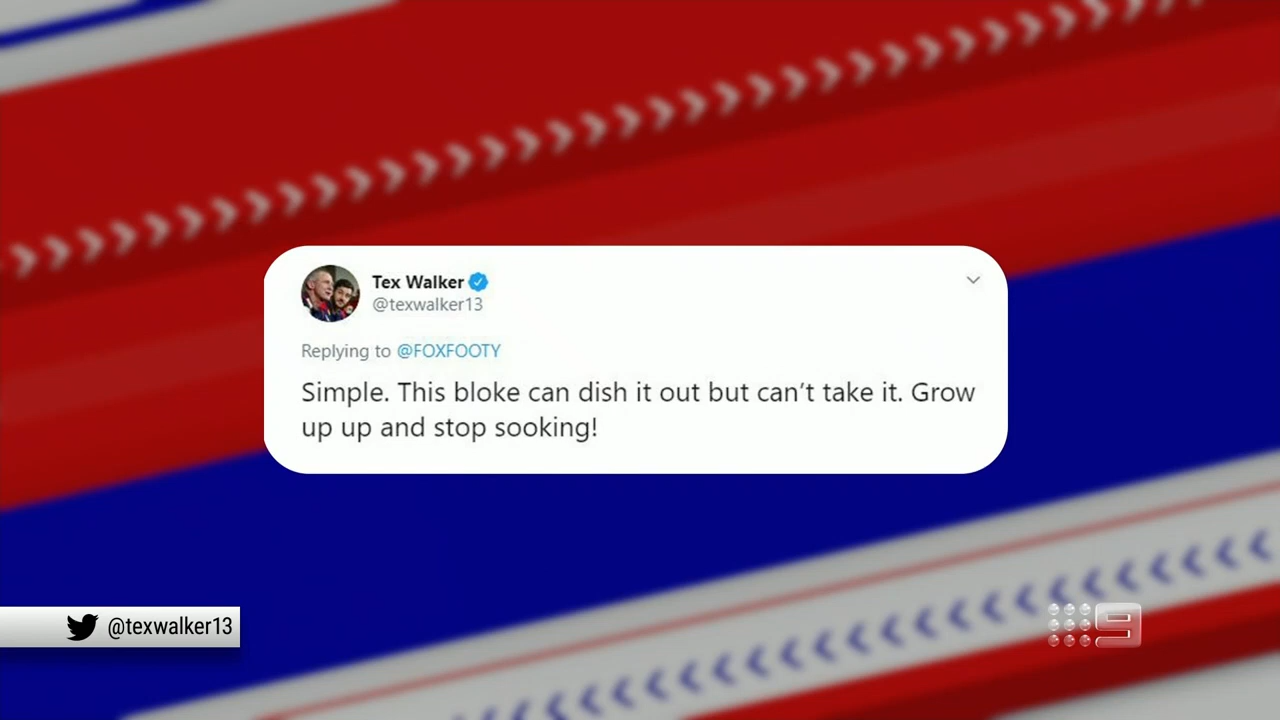 Tex Walker
@texwalker13
Replying to @FOXFOOTY
Simple. This bloke can dish it out but can’t take it. Grow
up up and stop sooking!
@texwalker13
9